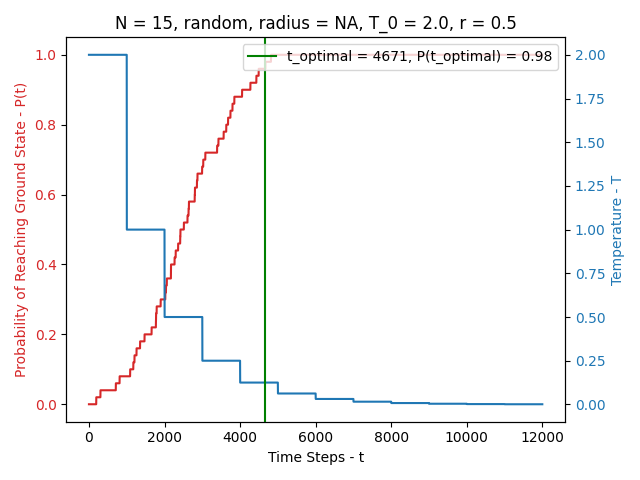 N = 15, random, radius = NA, T_0 = 2.0, r = 0.5
t_optimal = 4671, P(t_optimal) = 0.98
Probability of Reaching Ground State - P(t)
1.0
0.8
0.6
0.4
0.2
0.0
2.00
1.75
1.50
1.25
1.00
0.75
0.50
0.25
0.00
Temperature - T
0 2000 4000 6000 8000 10000 12000
Time Steps - t